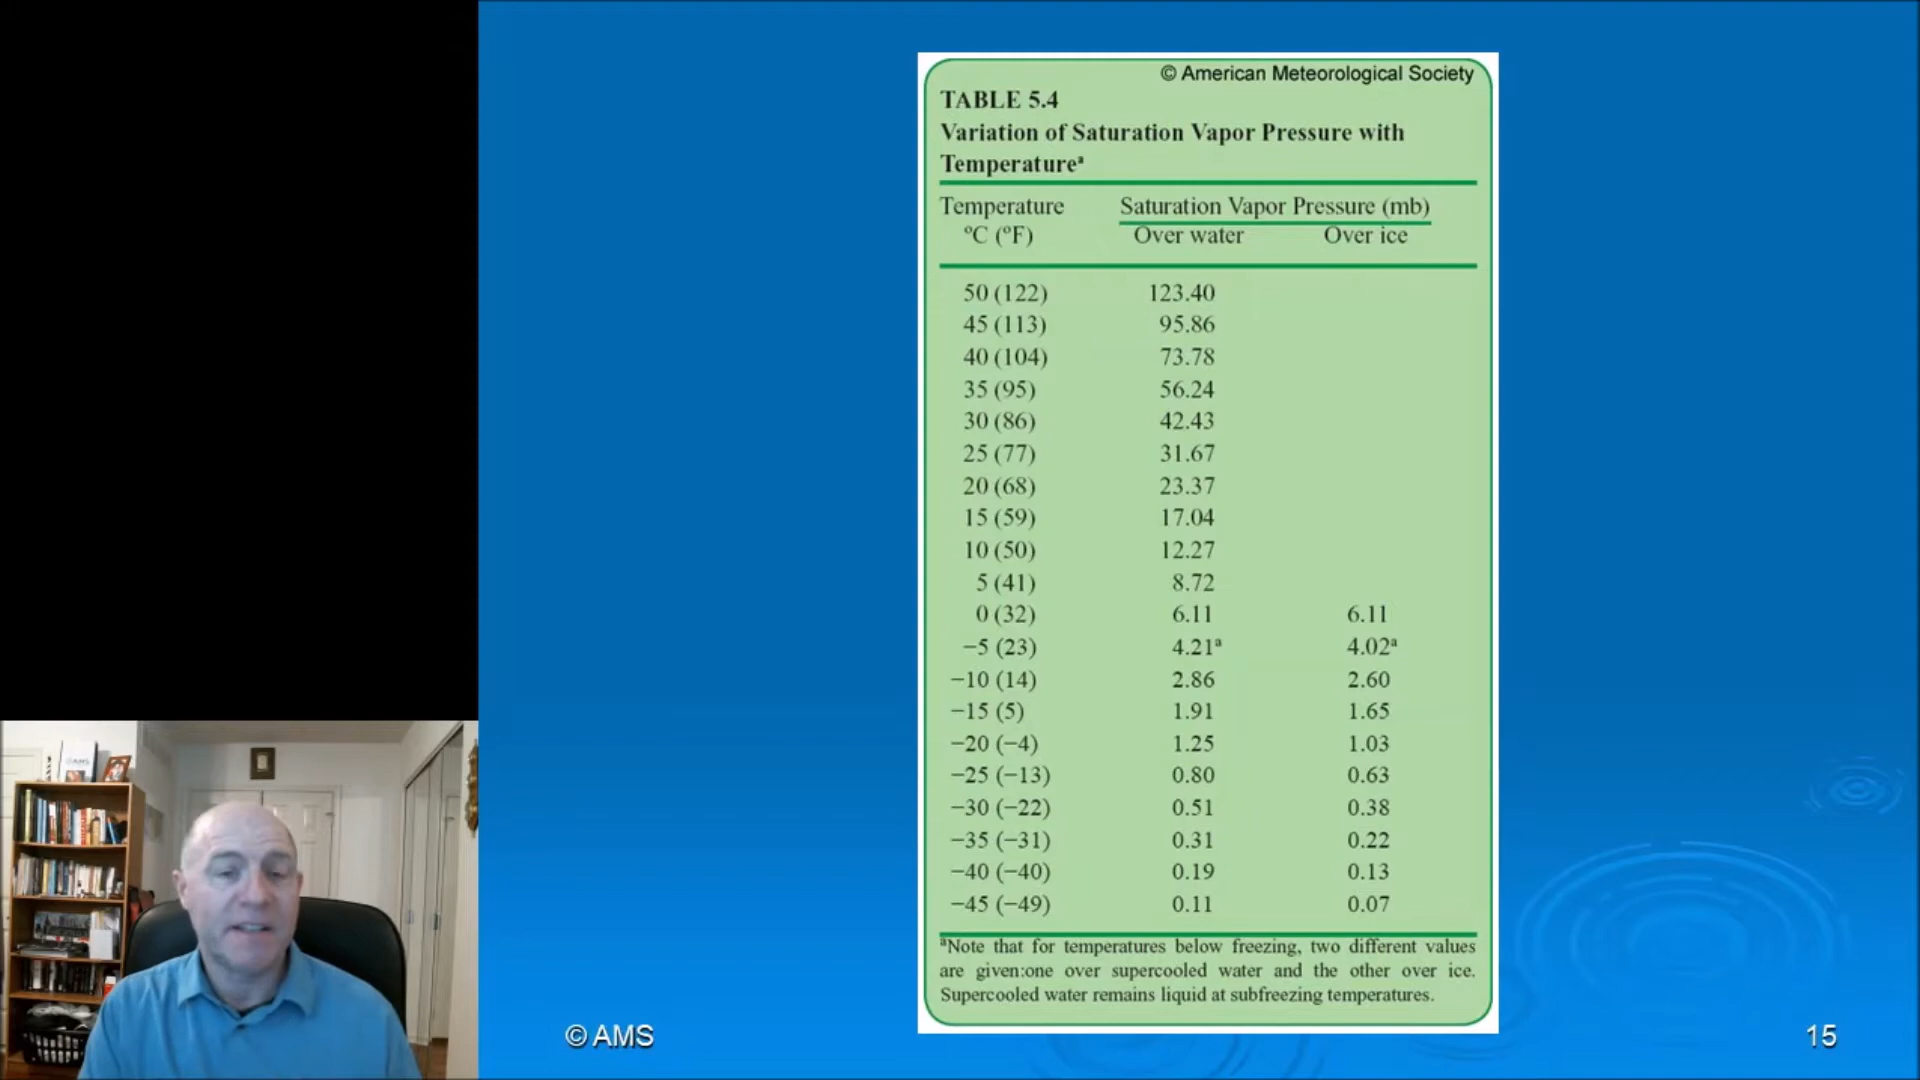 © American Meteorological Society
TABLE 5.4
Variation of Saturation Vapor Pressure with
Temperatureᵃ
Temperature Saturation Vapor Pressure (mb)
ºC (ºF) Over water Over ice
50 (122) 123.40
45 (113) 95.86
40 (104) 73.78
35 (95) 56.24
30 (86) 42.43
25 (77) 31.67
20 (68) 23.37
15 (59) 17.04
10 (50) 12.27
5 (41) 8.72
0 (32) 6.11 6.11
−5 (23) 4.21ᵃ 4.02ᵃ
−10 (14) 2.86 2.60
−15 (5) 1.91 1.65
−20 (−4) 1.25 1.03
−25 (−13) 0.80 0.63
−30 (−22) 0.51 0.38
−35 (−31) 0.31 0.22
−40 (−40) 0.19 0.13
−45 (−49) 0.11 0.07
ᵃNote that for temperatures below freezing, two different values
are given:one over supercooled water and the other over ice.
Supercooled water remains liquid at subfreezing temperatures.
© AMS
15